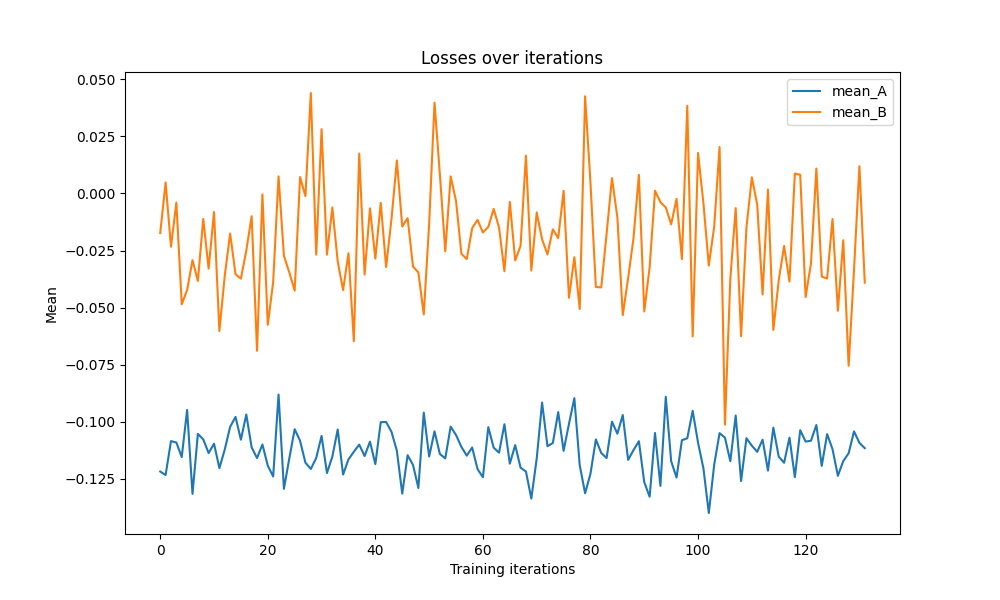 Losses over iterations
mean_A
mean_B
Mean
0.050
0.025
0.000
−0.025
−0.050
−0.075
−0.100
−0.125
0 20 40 60 80 100 120
Training iterations